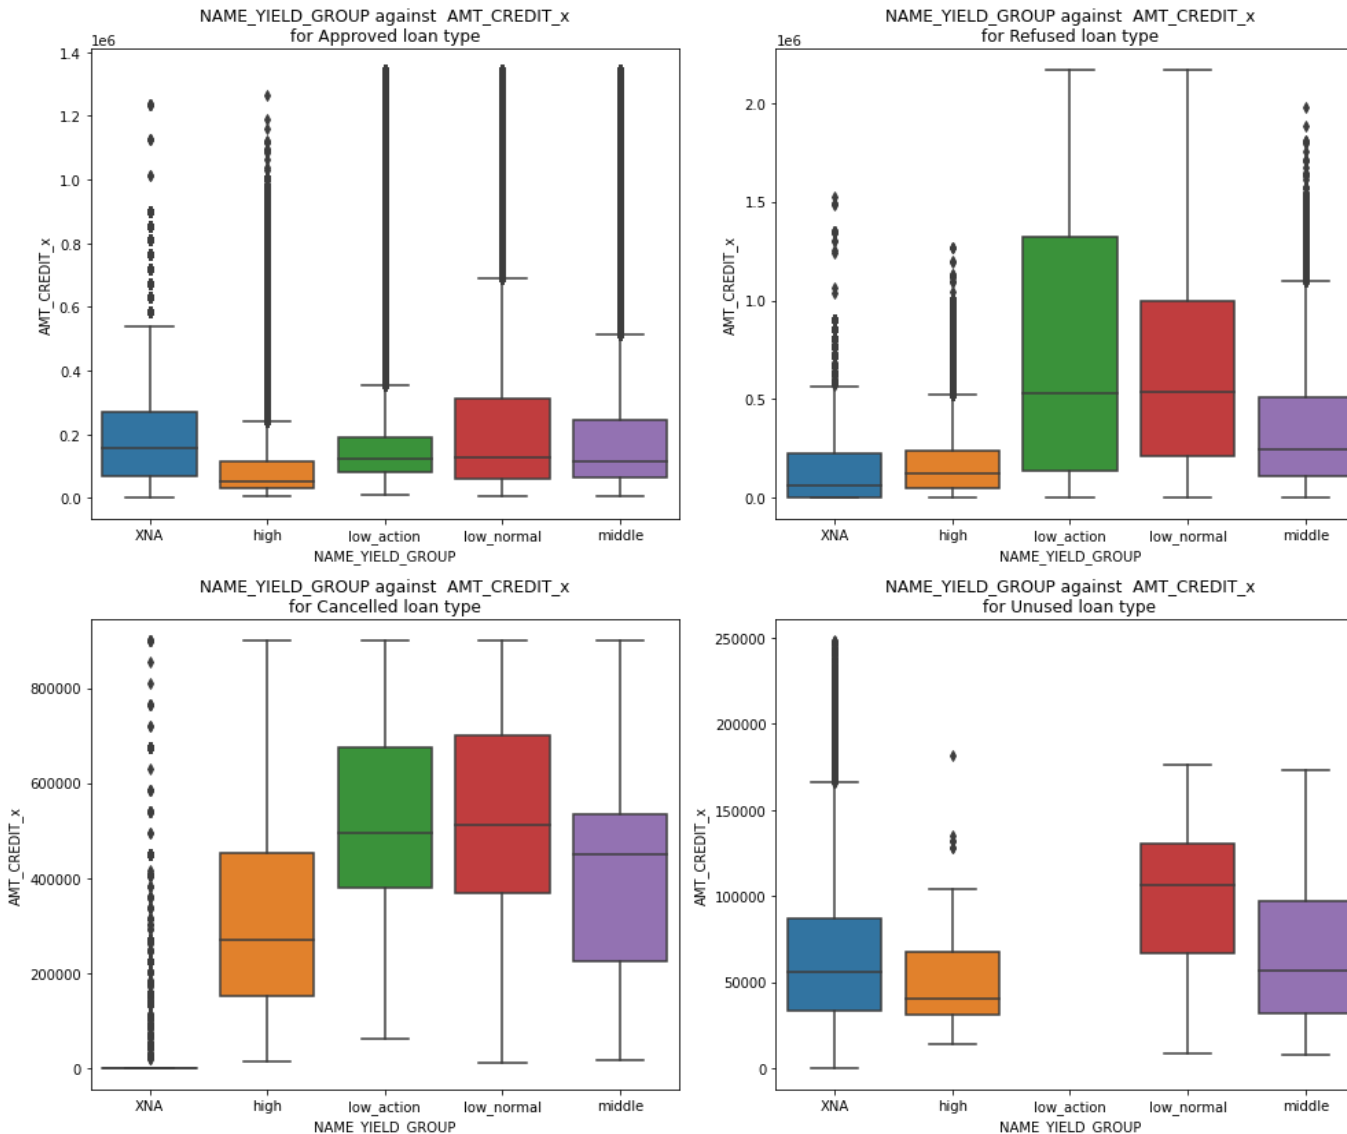 NAME_YIELD_GROUP against  AMT_CREDIT_x
for Approved loan type
1e6
1.4
1.2
1.0
0.8
0.6
0.4
0.2
0.0
AMT_CREDIT_x
XNA high low_action low_normal middle
NAME_YIELD_GROUP
NAME_YIELD_GROUP against  AMT_CREDIT_x
for Refused loan type
1e6
2.0
1.5
1.0
0.5
0.0
AMT_CREDIT_x
XNA high low_action low_normal middle
NAME_YIELD_GROUP
NAME_YIELD_GROUP against  AMT_CREDIT_x
for Cancelled loan type
800000
600000
400000
200000
0
AMT_CREDIT_x
XNA high low_action low_normal middle
NAME_YIELD_GROUP
NAME_YIELD_GROUP against  AMT_CREDIT_x
for Unused loan type
250000
200000
150000
100000
50000
0
AMT_CREDIT_x
XNA high low_action low_normal middle
NAME_YIELD_GROUP